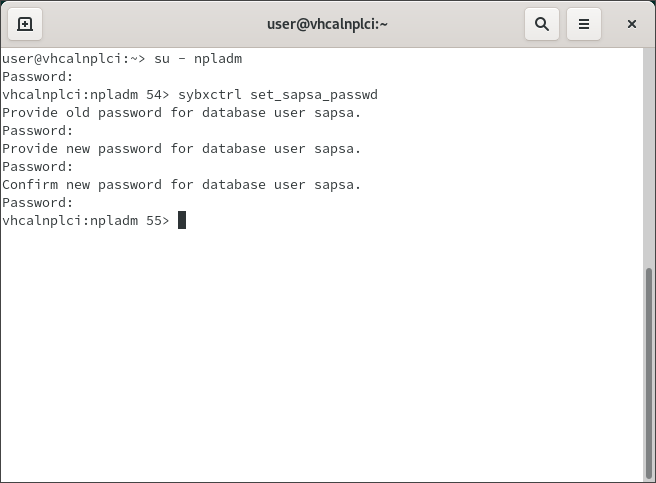 user@vhcalnplci:~
user@vhcalnplci:~> su - npladm
Password:
vhcalnplci:npladm 54> sybxctrl set_sapsa_passwd
Provide old password for database user sapsa.
Password:
Provide new password for database user sapsa.
Password:
Confirm new password for database user sapsa.
Password:
vhcalnplci:npladm 55>